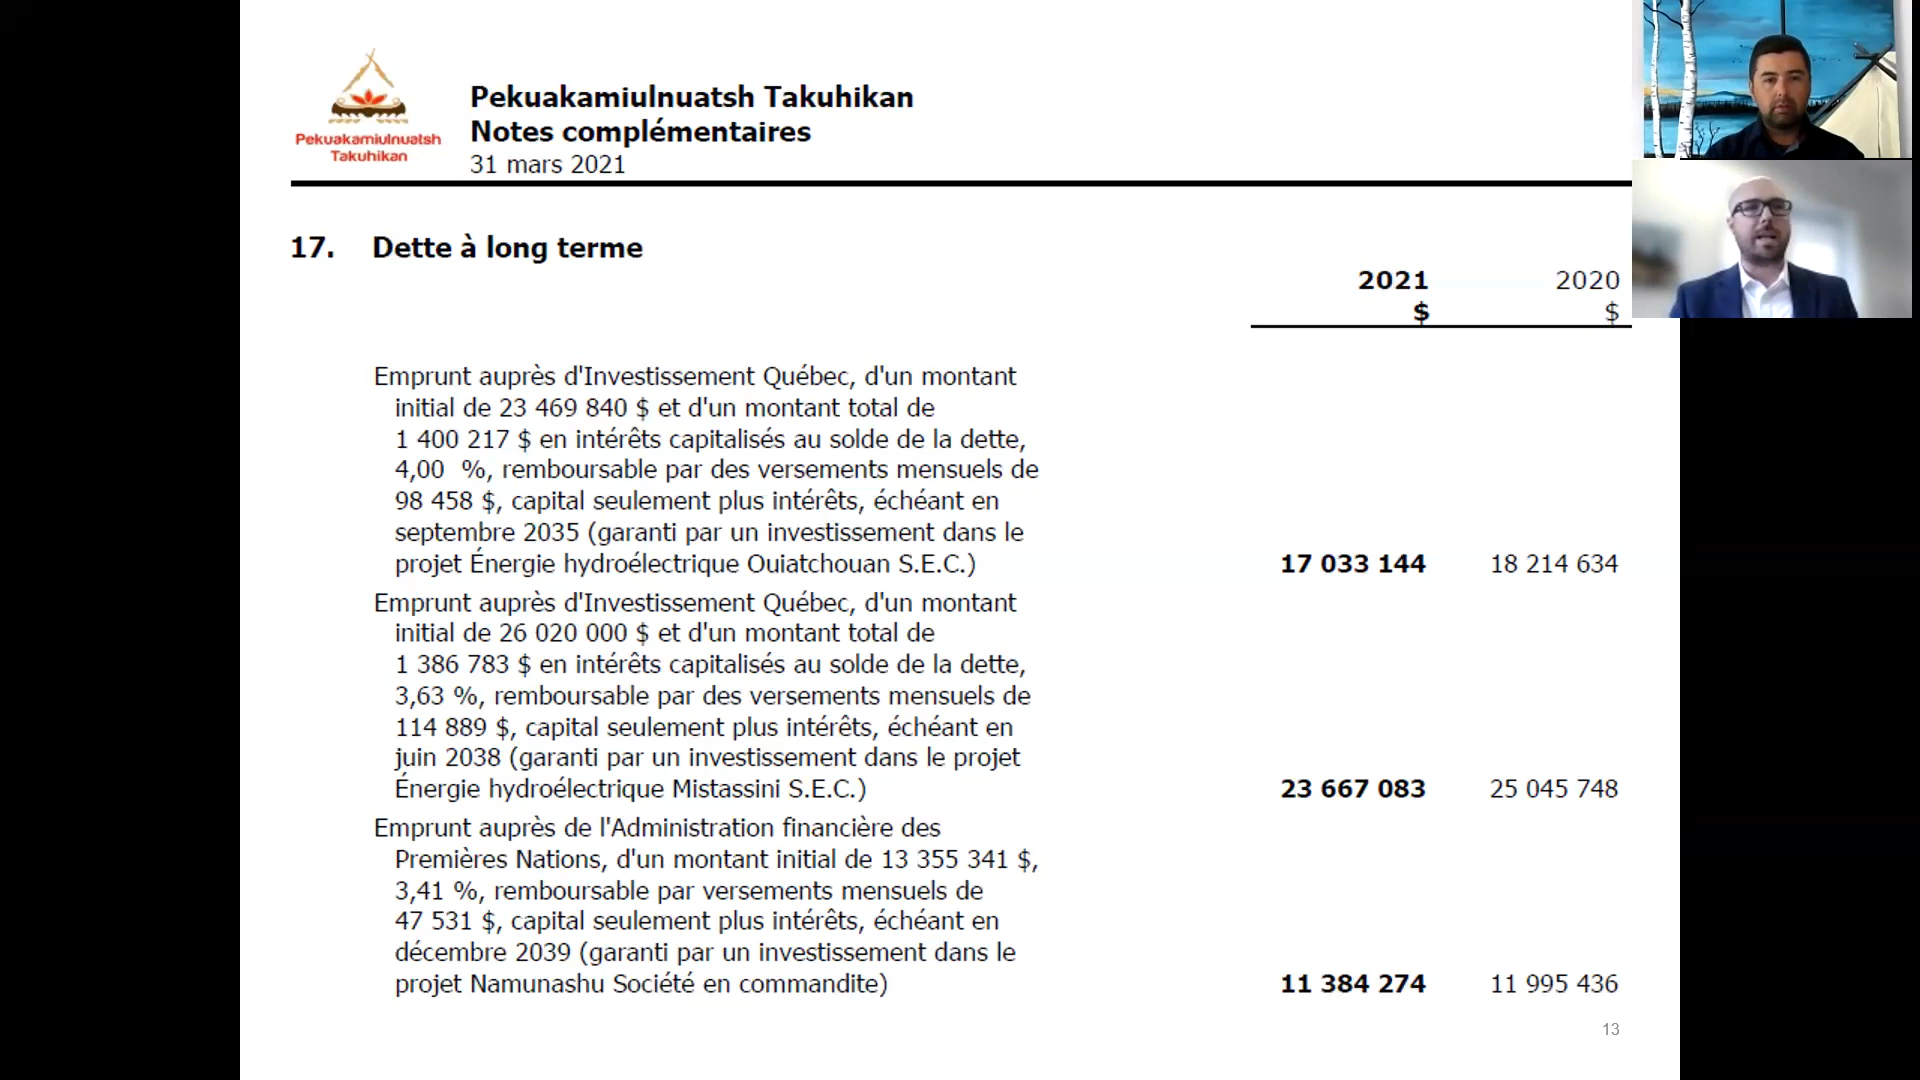 Pekuakamiulnuatsh
Takuhikan
Pekuakamiulnuatsh Takuhikan
Notes complémentaires
31 mars 2021
17. Dette à long terme
2021 2020
$ $
Emprunt auprès d'Investissement Québec, d'un montant
initial de 23 469 840 $ et d'un montant total de
1 400 217 $ en intérêts capitalisés au solde de la dette,
4,00 %, remboursable par des versements mensuels de
98 458 $, capital seulement plus intérêts, échéant en
septembre 2035 (garanti par un investissement dans le
projet Énergie hydroélectrique Ouiatchouan S.E.C.) 17 033 144 18 214 634
Emprunt auprès d'Investissement Québec, d'un montant
initial de 26 020 000 $ et d'un montant total de
1 386 783 $ en intérêts capitalisés au solde de la dette,
3,63 %, remboursable par des versements mensuels de
114 889 $, capital seulement plus intérêts, échéant en
juin 2038 (garanti par un investissement dans le projet
Énergie hydroélectrique Mistassini S.E.C.) 23 667 083 25 045 748
Emprunt auprès de l'Administration financière des
Premières Nations, d'un montant initial de 13 355 341 $,
3,41 %, remboursable par versements mensuels de
47 531 $, capital seulement plus intérêts, échéant en
décembre 2039 (garanti par un investissement dans le
projet Namunashu Société en commandite) 11 384 274 11 995 436
13